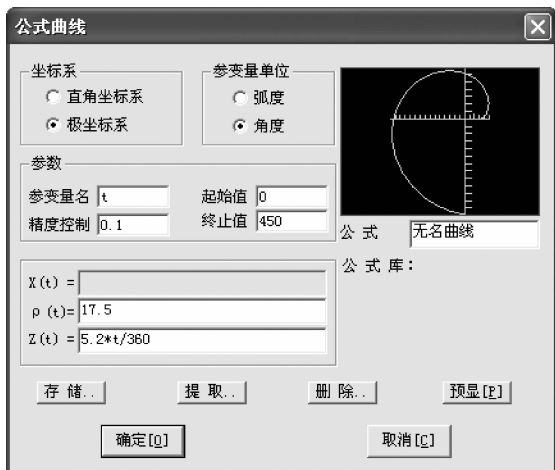 公式曲线
坐标系
直角坐标系
极坐标系
参变量单位
弧度
角度
参数
参变量名 t
起始值 0
精度控制 0.1
终止值 450
公 式 无名曲线
公 式 库：
X(t) =
ρ (t)= 17.5
Z(t) = 5.2*t/360
存 储..
提 取..
删 除..
预显[P]
确定[O]
取消[C]